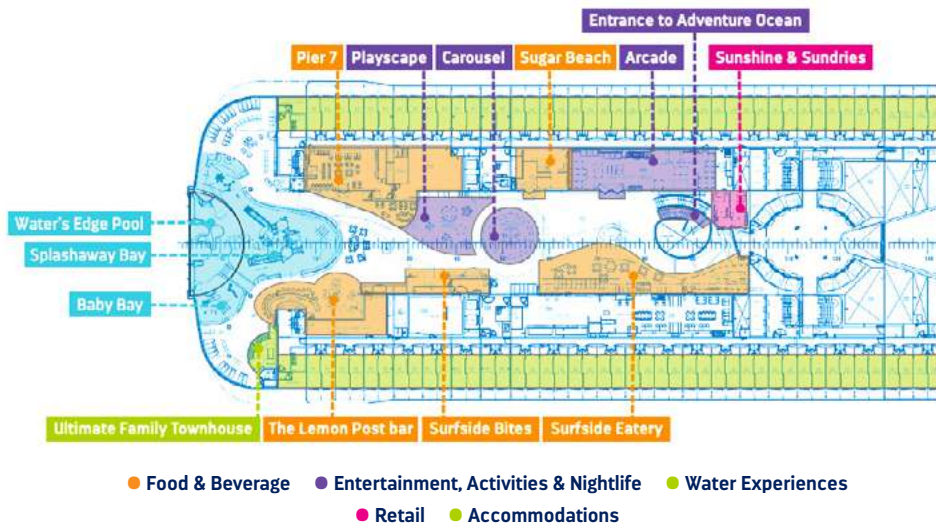 Entrance to Adventure Ocean
Pier 7
Playscape
Carousel
Sugar Beach
Arcade
Sunshine & Sundries
Water's Edge Pool
Splashaway Bay
Baby Bay
Ultimate Family Townhouse
The Lemon Post bar
Surfside Bites
Surfside Eatery
Food & Beverage
Entertainment, Activities & Nightlife
Water Experiences
Retail
Accommodations